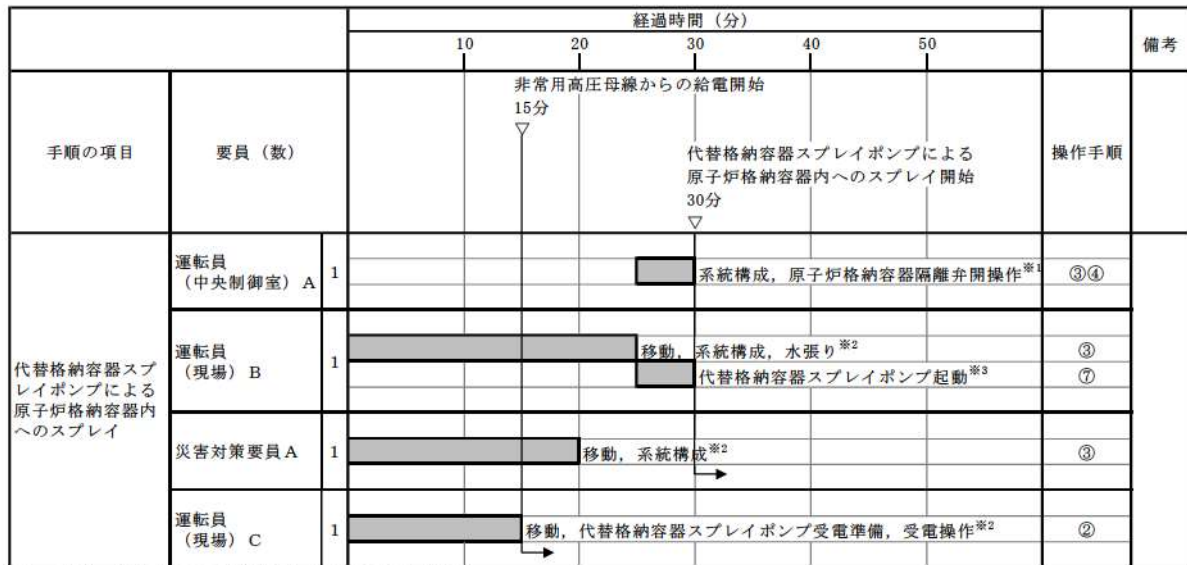 経過時間（分）
10 20 30 40 50
備考
手順の項目
要員（数）
操作手順
非常用高圧母線からの給電開始
15分
▽
代替格納容器スプレイポンプによる
原子炉格納容器内へのスプレイ開始
30分
▽
代替格納容器スプ
レイポンプによる
原子炉格納容器内
へのスプレイ
運転員
（中央制御室）A
1
系統構成，原子炉格納容器隔離弁開操作※1
③④
運転員
（現場）B
1
移動，系統構成，水張り※2
③
代替格納容器スプレイポンプ起動※3
⑦
災害対策要員A
1
移動，系統構成※2
③
運転員
（現場）C
1
移動，代替格納容器スプレイポンプ受電準備，受電操作※2
②